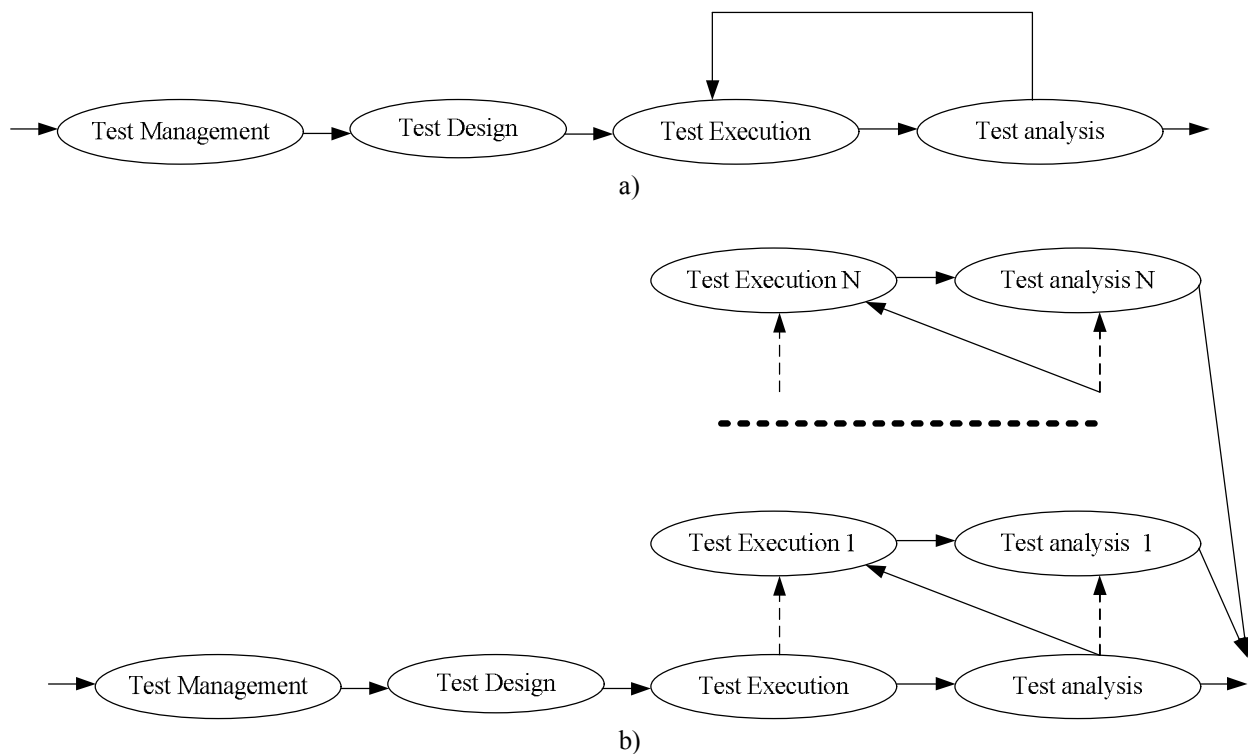 Test Management
Test Design
Test Execution
Test analysis
a)
Test Execution N
Test analysis N
Test Execution 1
Test analysis 1
Test Management
Test Design
Test Execution
Test analysis
b)